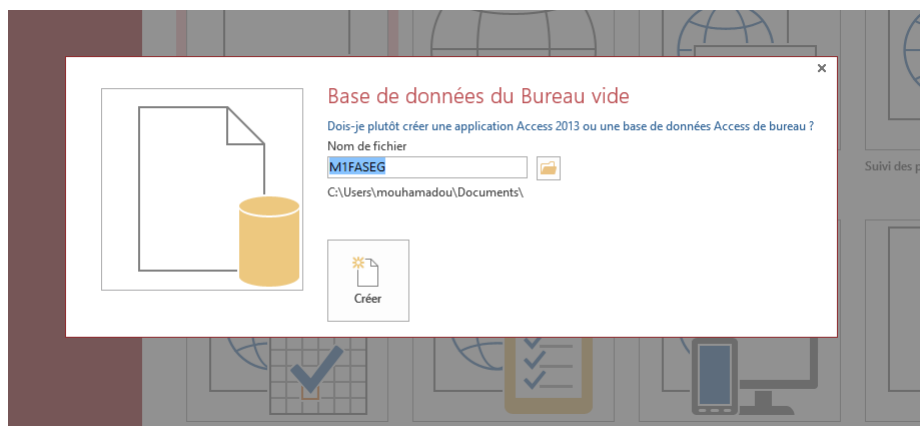 Base de données du Bureau vide
Dois-je plutôt créer une application Access 2013 ou une base de données Access de bureau ?
Nom de fichier
M1FASEG
C:\Users\mouhamadou\Documents\
Créer
Suivi des